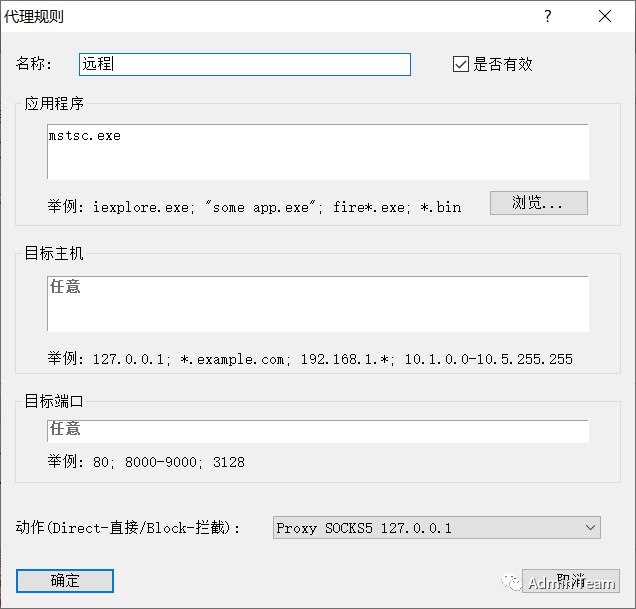 代理规则
名称: 远程 是否有效
应用程序
mstsc.exe
举例: iexplore.exe; "some app.exe"; fire*.exe; *.bin 浏览...
目标主机
任意
举例: 127.0.0.1; *.example.com; 192.168.1.*; 10.1.0.0-10.5.255.255
目标端口
任意
举例: 80; 8000-9000; 3128
动作(Direct-直接/Block-拦截): Proxy SOCKS5 127.0.0.1
确定 取消
Admin Team